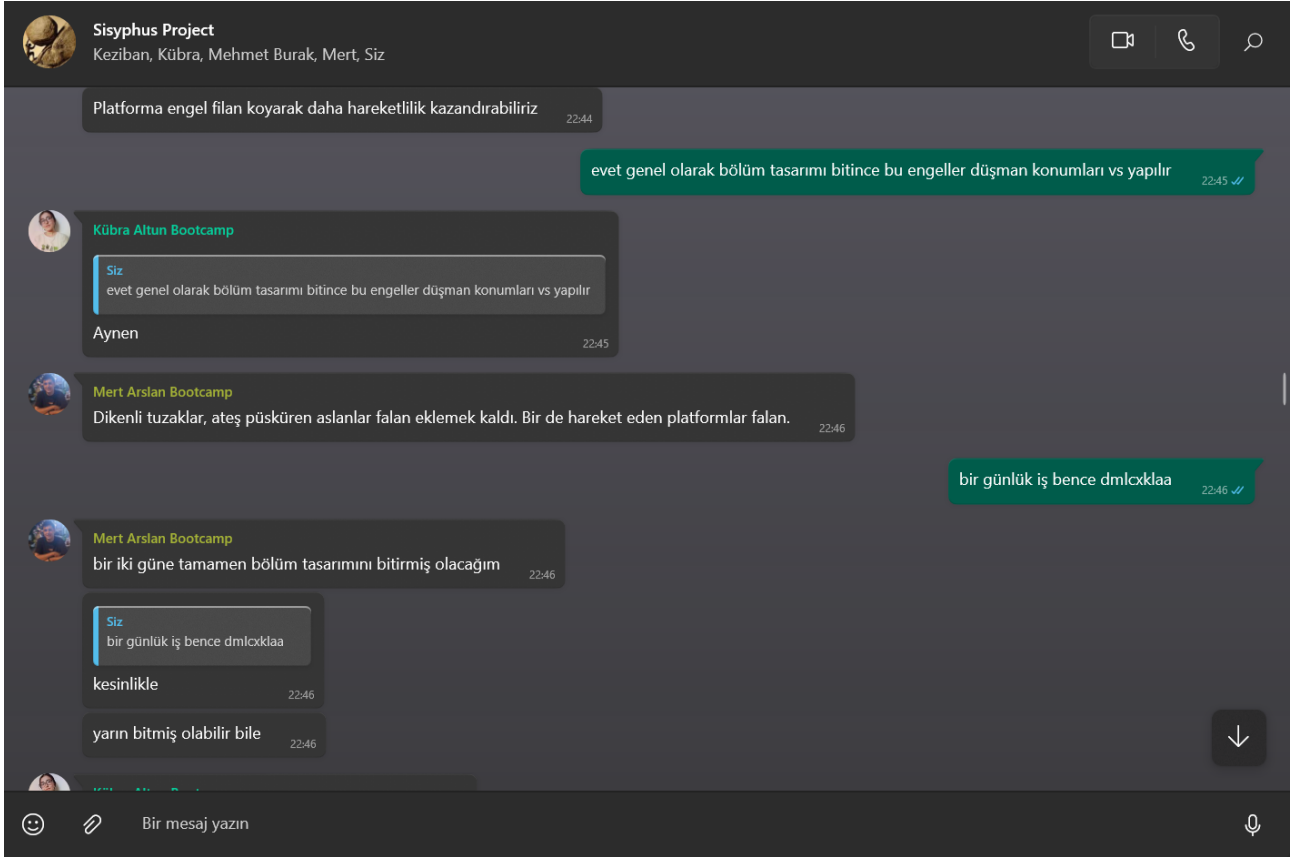 Sisyphus Project
Keziban, Kübra, Mehmet Burak, Mert, Siz
Platforma engel filan koyarak daha hareketlilik kazandırabiliriz
22:44
evet genel olarak bölüm tasarımı bitince bu engeller düşman konumları vs yapılır
22:45
Kübra Altun Bootcamp
Siz
evet genel olarak bölüm tasarımı bitince bu engeller düşman konumları vs yapılır
Aynen
22:45
Mert Arslan Bootcamp
Dikenli tuzaklar, ateş püsküren aslanlar falan eklemek kaldı. Bir de hareket eden platformlar falan.
22:46
bir günlük iş bence dmlcxklaa
22:46
Mert Arslan Bootcamp
bir iki güne tamamen bölüm tasarımını bitirmiş olacağım
22:46
Siz
bir günlük iş bence dmlcxklaa
kesinlikle
22:46
yarın bitmiş olabilir bile
22:46
Bir mesaj yazın